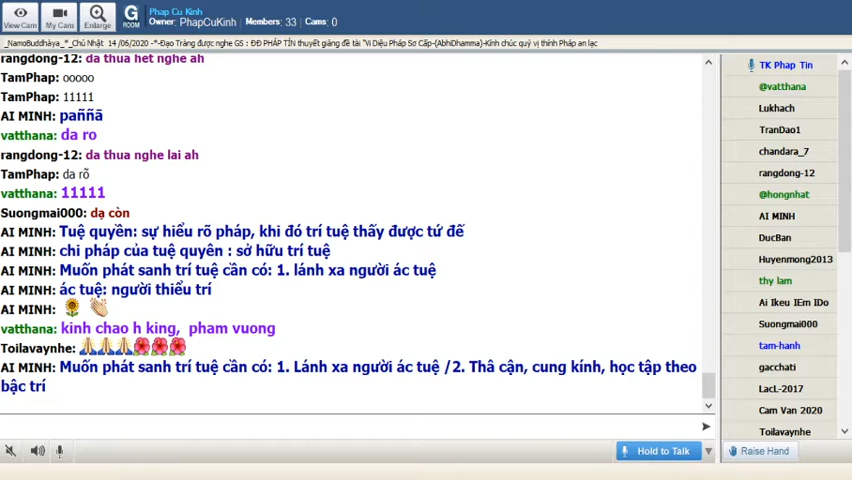 View Cam
My Cams
Enlarge
G
ROOM
Phap Cu Kinh
Owner: PhapCuKinh Members: 33 Cams: 0
_NamoBuddhàya_*_Chủ Nhật 14 /06/2020 -*-Đạo Tràng được nghe GS : ĐĐ PHÁP TÍN thuyết giảng đề tài "Vi Diệu Pháp Sơ Cấp-(AbhiDhamma)-Kính chúc quý vị thính Pháp an lạc
rangdong-12: da thua het nghe ah
TamPhap: ooooo
TamPhap: 11111
AI MINH: paññā
vatthana: da ro
rangdong-12: da thua nghe lai ah
TamPhap: da rõ
vatthana: 11111
Suongmai000: dạ còn
AI MINH: Tuệ quyền: sự hiểu rõ pháp, khi đó trí tuệ thấy được tứ đế
AI MINH: chi pháp của tuệ quyên : sở hữu trí tuệ
AI MINH: Muốn phát sanh trí tuệ cần có: 1. lánh xa người ác tuệ
AI MINH: ác tuệ: người thiểu trí
AI MINH:
vatthana: kinh chao h king, pham vuong
Toilavaynhe:
AI MINH: Muốn phát sanh trí tuệ cần có: 1. Lánh xa người ác tuệ /2. Thâ cận, cung kính, học tập theo
bậc trí
Hold to Talk
TK Phap Tin
@vatthana
Lukhach
TranDao1
chandara_7
rangdong-12
@hongnhat
AI MINH
DucBan
Huyenmong2013
thy lam
Ai Ikeu IEm IDo
Suongmai000
tam-hanh
gacchati
LacL-2017
Cam Van 2020
Toilavaynhe
Raise Hand